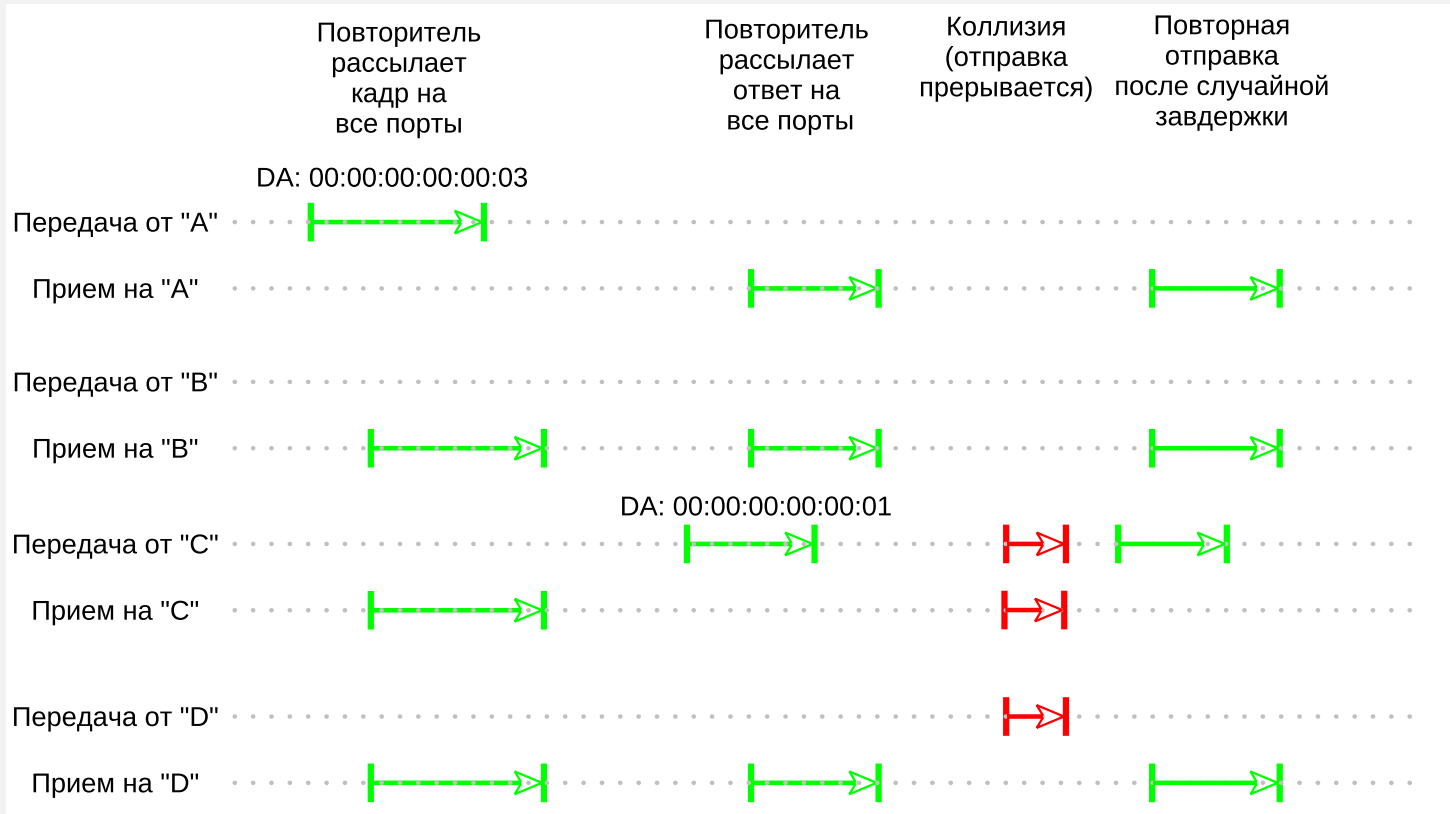 Повторитель
рассылает
кадр на
все порты
Повторитель
рассылает
ответ на
все порты
Коллизия
(отправка
прерывается)
Повторная
отправка
после случайной
завдержки
DA: 00:00:00:00:00:03
Передача от "A"
Прием на "A"
Передача от "B"
Прием на "B"
DA: 00:00:00:00:00:01
Передача от "C"
Прием на "C"
Передача от "D"
Прием на "D"